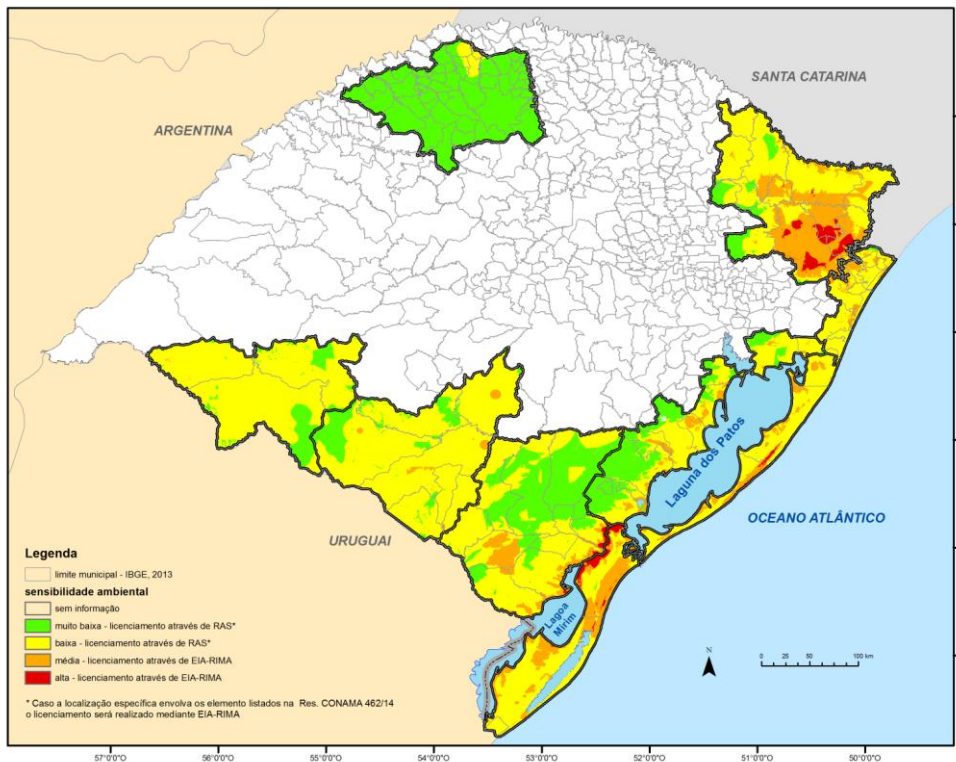 SANTA CATARINA
ARGENTINA
Laguna dos Patos
OCEANO ATLÂNTICO
URUGUAI
Lagoa
Mirim
Legenda
limite municipal - IBGE, 2013
sensibilidade ambiental
sem informação
muito baixa - licenciamento através de RAS*
baixa - licenciamento através de RAS*
média - licenciamento através de EIA-RIMA
alta - licenciamento através de EIA-RIMA
* Caso a localização específica envolva os elemento listados na Res. CONAMA 462/14
o licenciamento será realizado mediante EIA-RIMA
N
0 25 50 100 km
57°0'0"O 56°0'0"O 55°0'0"O 54°0'0"O 53°0'0"O 52°0'0"O 51°0'0"O 50°0'0"O